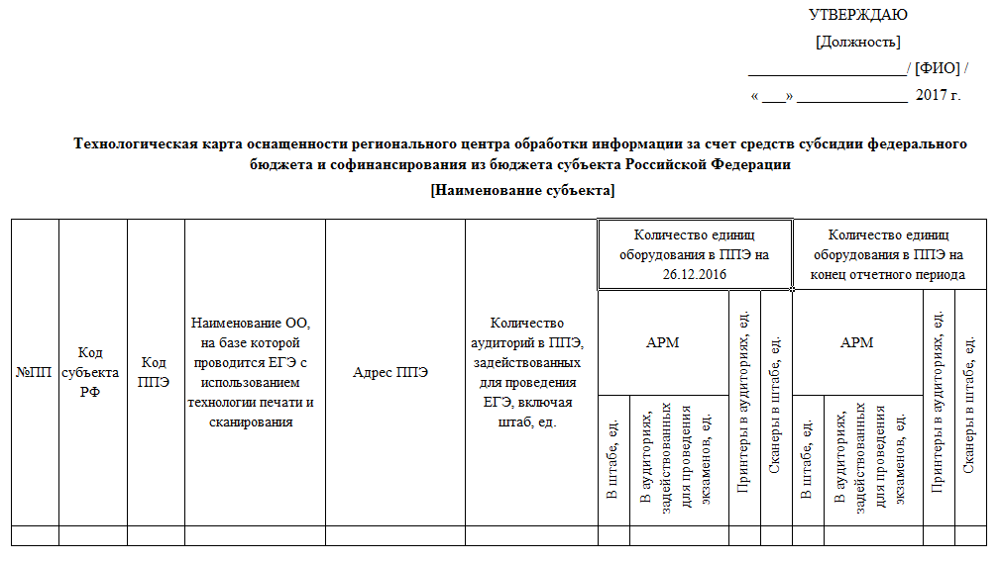 УТВЕРЖДАЮ
[Должность]
____________________/ [ФИО] /
« ___» ______________ 2017 г.
Технологическая карта оснащенности регионального центра обработки информации за счет средств субсидии федерального
бюджета и софинансирования из бюджета субъекта Российской Федерации
[Наименование субъекта]
№ПП
Код
субъекта
РФ
Код
ППЭ
Наименование ОО,
на базе которой
проводится ЕГЭ с
использованием
технологии печати и
сканирования
Адрес ППЭ
Количество
аудиторий в ППЭ,
задействованных
для проведения
ЕГЭ, включая
штаб, ед.
Количество единиц
оборудования в ППЭ на
26.12.2016
АРМ
В штабе, ед.
В аудиториях,
задействованных
для проведения
экзаменов, ед.
Принтеры в аудиториях, ед.
Сканеры в штабе, ед.
Количество единиц
оборудования в ППЭ на
конец отчетного периода
АРМ
В штабе, ед.
В аудиториях,
задействованных
для проведения
экзаменов, ед.
Принтеры в аудиториях, ед.
Сканеры в штабе, ед.